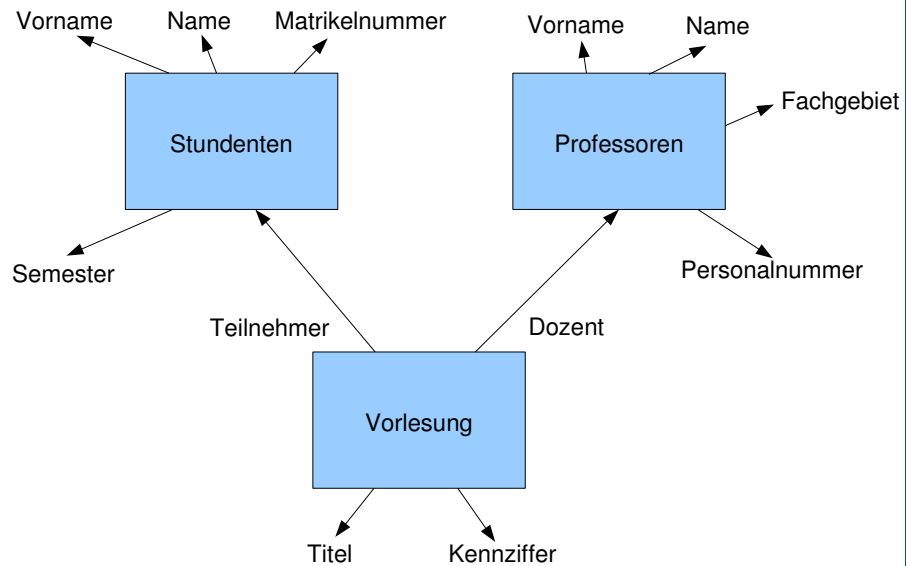 Vorname
Name
Matrikelnummer
Vorname
Name
Fachgebiet
Stundenten
Professoren
Semester
Personalnummer
Teilnehmer
Dozent
Vorlesung
Titel
Kennziffer